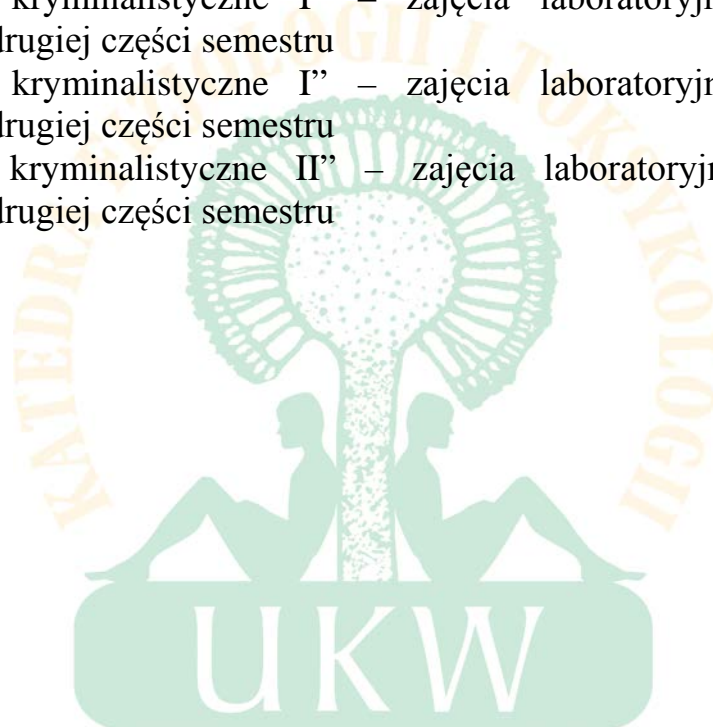 kryminalistyczne I” – zajęcia laboratoryjn
drugiej części semestru
kryminalistyczne I” – zajęcia laboratoryjn
drugiej części semestru
kryminalistyczne II” – zajęcia laboratoryjn
drugiej części semestru
KATEDRA FIZJOLOGII I TOKSYKOLOGII
UKW